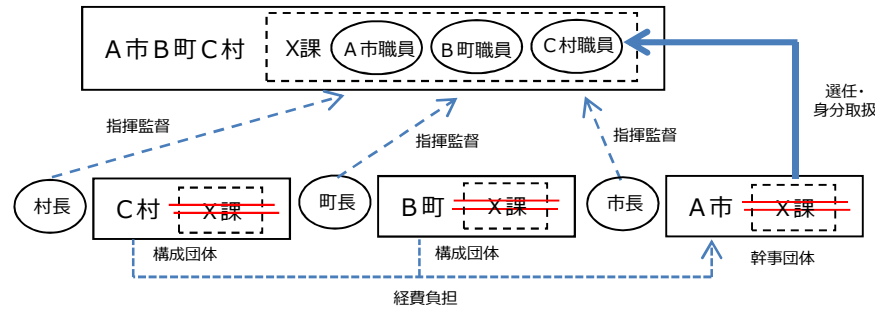 A市B町C村
X課
A市職員
B町職員
C村職員
選任・
身分取扱
指揮監督
指揮監督
指揮監督
村長
C村
X課
町長
B町
X課
市長
A市
X課
構成団体
構成団体
幹事団体
経費負担